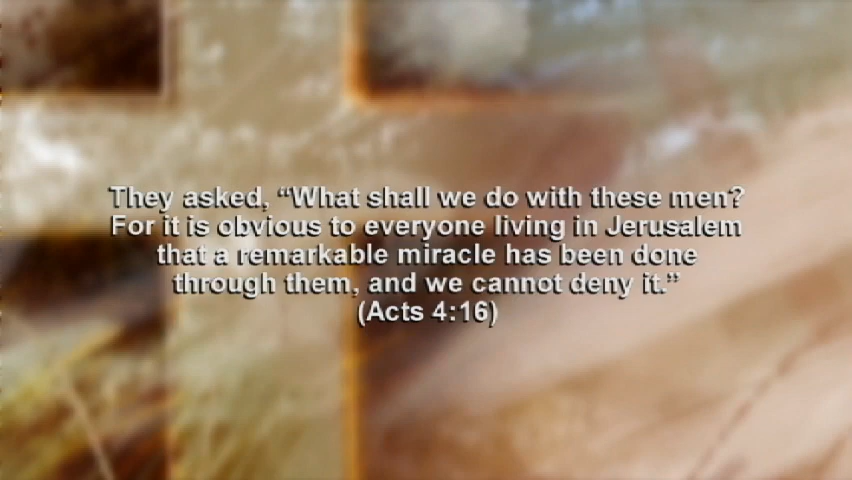 They asked, “What shall we do with these men?
For it is obvious to everyone living in Jerusalem
that a remarkable miracle has been done
through them, and we cannot deny it.”
(Acts 4:16)